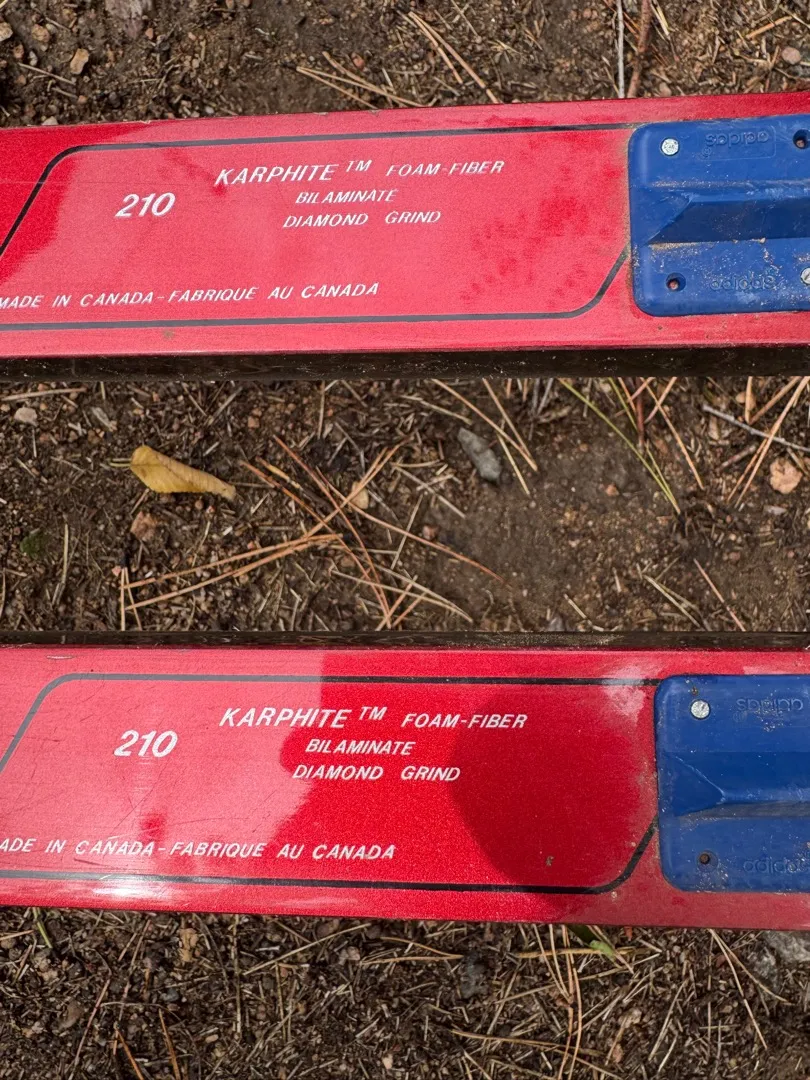 KARPHITE ™ FOAM-FIBER
210
BILAMINATE
DIAMOND GRIND
MADE IN CANADA-FABRIQUE AU CANADA
adidas
adidas
KARPHITE ™ FOAM-FIBER
210
BILAMINATE
DIAMOND GRIND
ADE IN CANADA-FABRIQUE AU CANADA
adidas
adidas